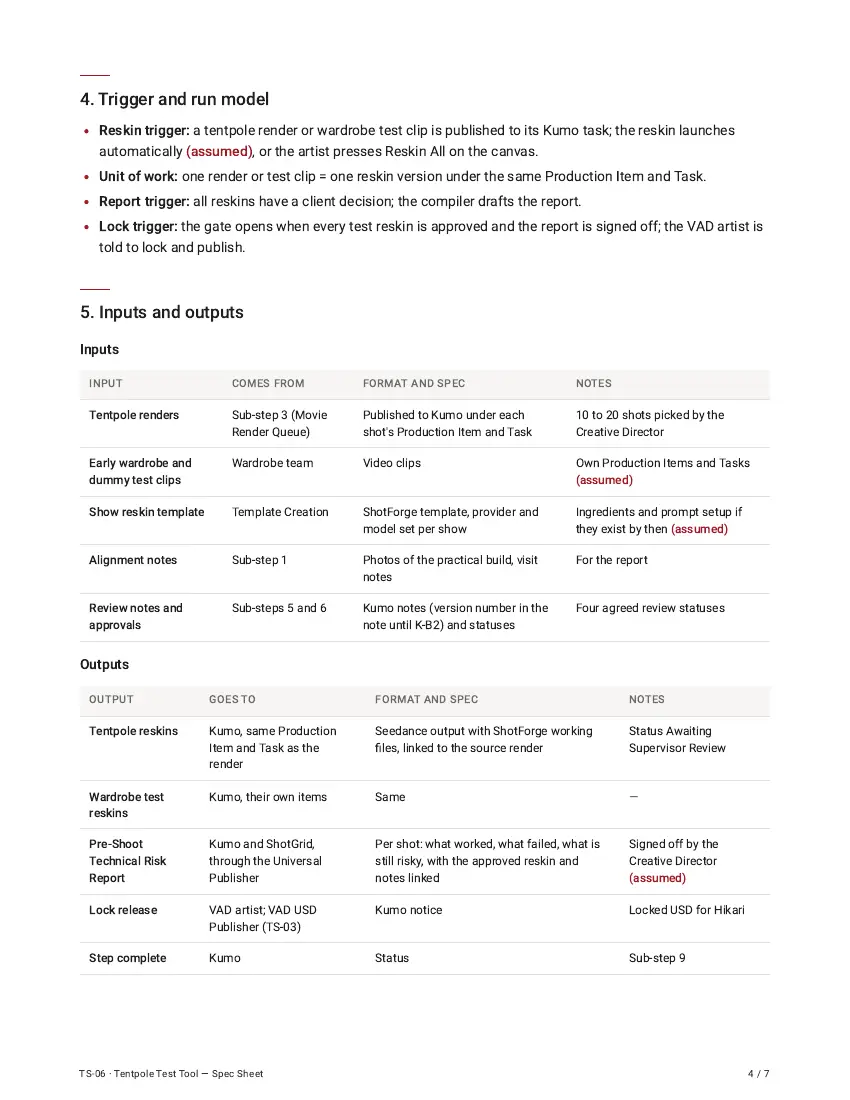 4. Trigger and run model
• Reskin trigger: a tentpole render or wardrobe test clip is published to its Kumo task; the reskin launches
automatically (assumed), or the artist presses Reskin All on the canvas.
• Unit of work: one render or test clip = one reskin version under the same Production Item and Task.
• Report trigger: all reskins have a client decision; the compiler drafts the report.
• Lock trigger: the gate opens when every test reskin is approved and the report is signed off; the VAD artist is
told to lock and publish.
5. Inputs and outputs
Inputs
INPUT COMES FROM FORMAT AND SPEC NOTES
Tentpole renders Sub-step 3 (Movie Published to Kumo under each 10 to 20 shots picked by the
Render Queue) shot's Production Item and Task Creative Director
Early wardrobe and Wardrobe team Video clips Own Production Items and Tasks
dummy test clips (assumed)
Show reskin template Template Creation ShotForge template, provider and Ingredients and prompt setup if
model set per show they exist by then (assumed)
Alignment notes Sub-step 1 Photos of the practical build, visit For the report
notes
Review notes and Sub-steps 5 and 6 Kumo notes (version number in the Four agreed review statuses
approvals note until K-B2) and statuses
Outputs
OUTPUT GOES TO FORMAT AND SPEC NOTES
Tentpole reskins Kumo, same Production Seedance output with ShotForge working Status Awaiting
Item and Task as the files, linked to the source render Supervisor Review
render
Wardrobe test Kumo, their own items Same —
reskins
Pre-Shoot Kumo and ShotGrid, Per shot: what worked, what failed, what is Signed off by the
Technical Risk through the Universal still risky, with the approved reskin and Creative Director
Report Publisher notes linked (assumed)
Lock release VAD artist; VAD USD Kumo notice Locked USD for Hikari
Publisher (TS-03)
Step complete Kumo Status Sub-step 9
TS-06 · Tentpole Test Tool — Spec Sheet 4 / 7